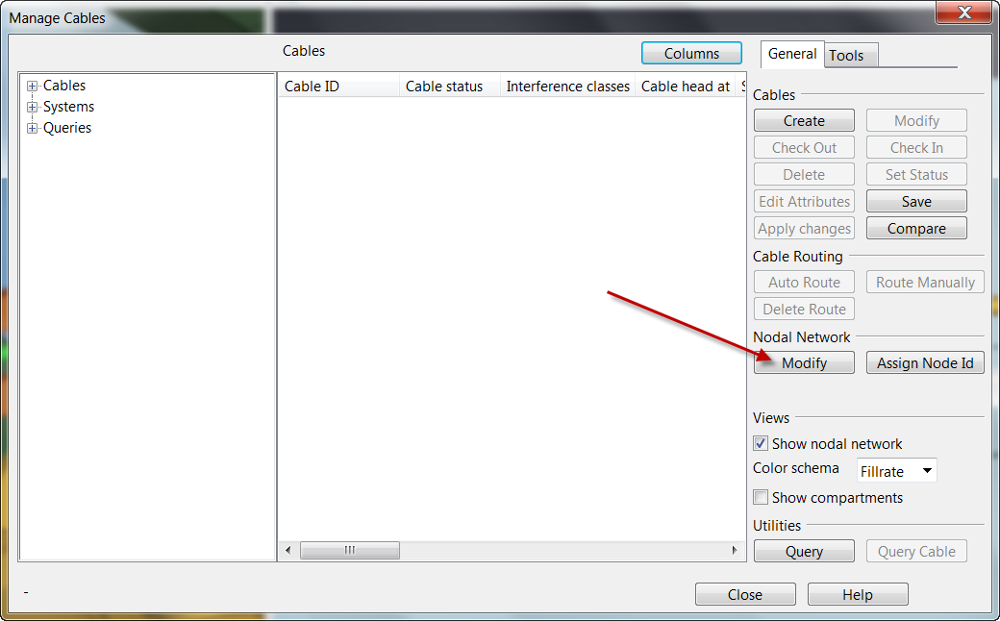 Manage Cables
Cables
Columns
General Tools
Cables
Systems
Queries
Cable ID Cable status Interference classes Cable head at S
Cables
Create Modify
Check Out Check In
Delete Set Status
Edit Attributes Save
Apply changes Compare
Cable Routing
Auto Route Route Manually
Delete Route
Nodal Network
Modify Assign Node Id
Views
Show nodal network
Color schema Fillrate
Show compartments
Utilities
Query Query Cable
-
Close Help